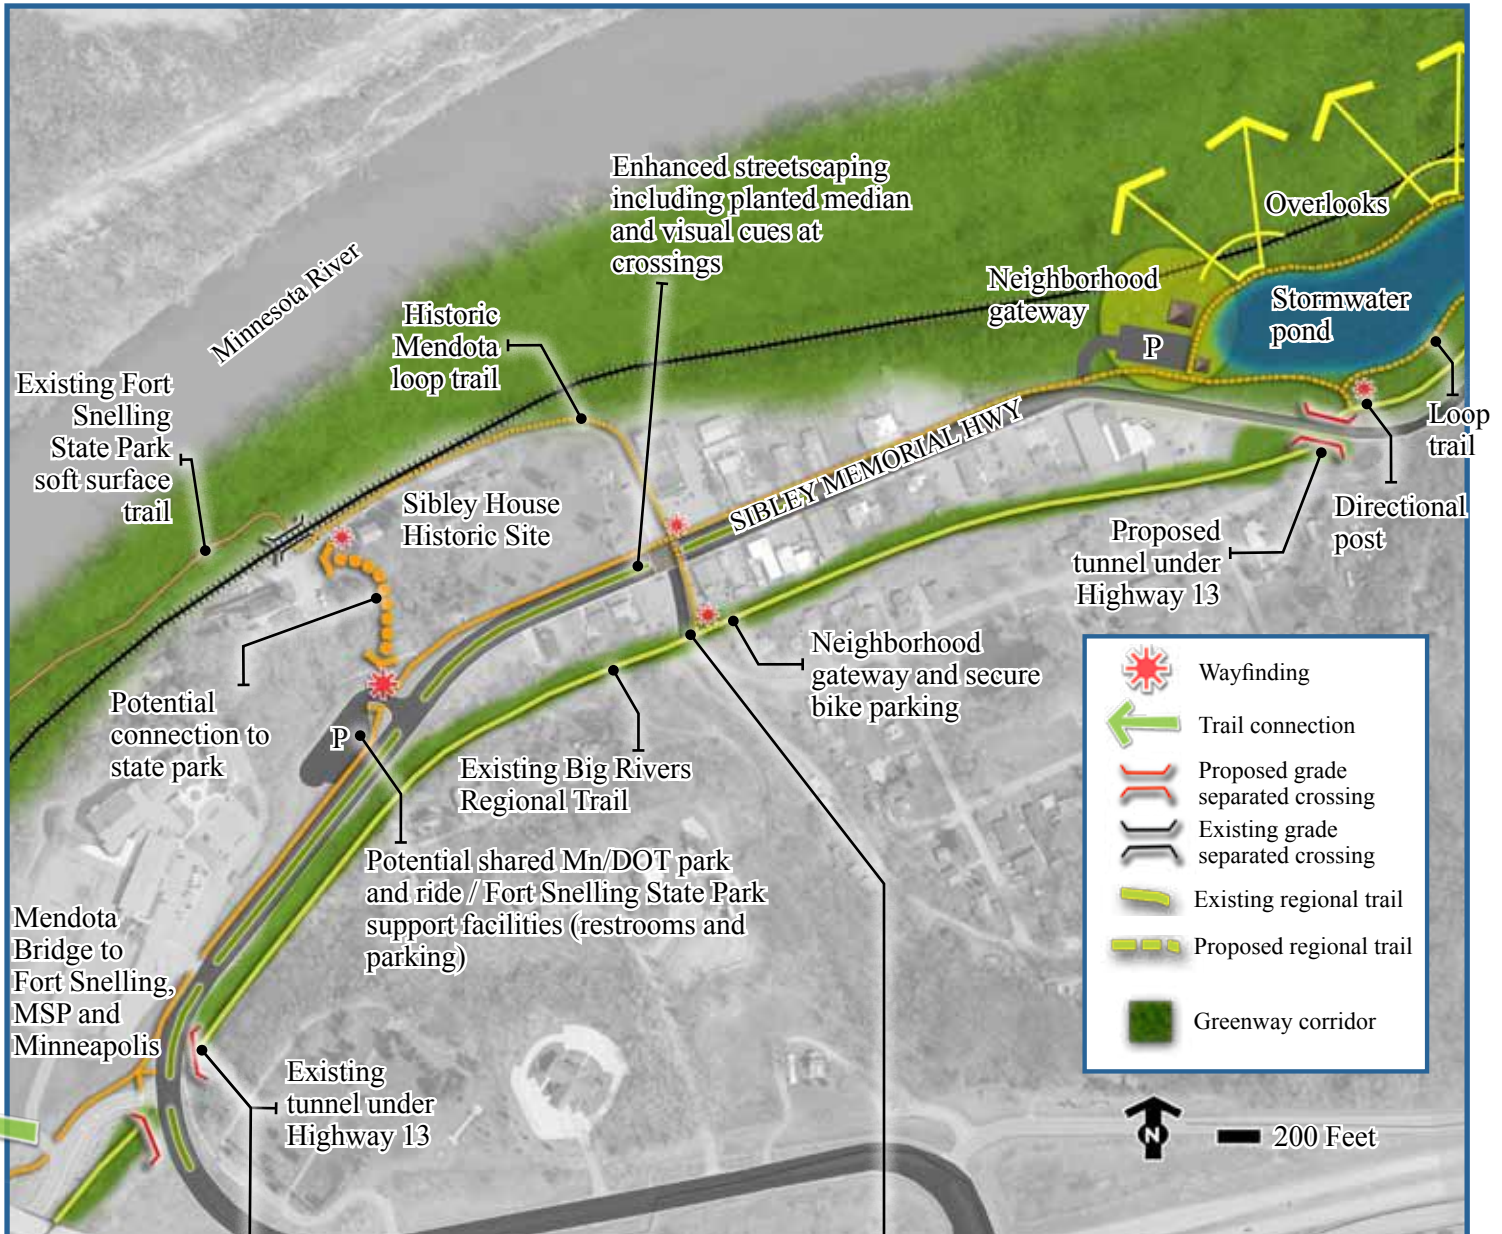 Enhanced streetscaping
including planted median
and visual cues at
crossings
Overlooks
Minnesota River
Neighborhood
gateway
Stormwater
pond
P
Historic
Mendota
loop trail
Existing Fort
Snelling
State Park
soft surface
trail
SIBLEY MEMORIAL HWY
Loop
trail
Sibley House
Historic Site
Directional
post
Proposed
tunnel under
Highway 13
Neighborhood
gateway and secure
bike parking
Potential
connection to
state park
P
Existing Big Rivers
Regional Trail
Potential shared Mn/DOT park
and ride / Fort Snelling State Park
support facilities (restrooms and
parking)
Mendota
Bridge to
Fort Snelling,
MSP and
Minneapolis
Existing
tunnel under
Highway 13
Wayfinding
Trail connection
Proposed grade
separated crossing
Existing grade
separated crossing
Existing regional trail
Proposed regional trail
Greenway corridor
N
200 Feet